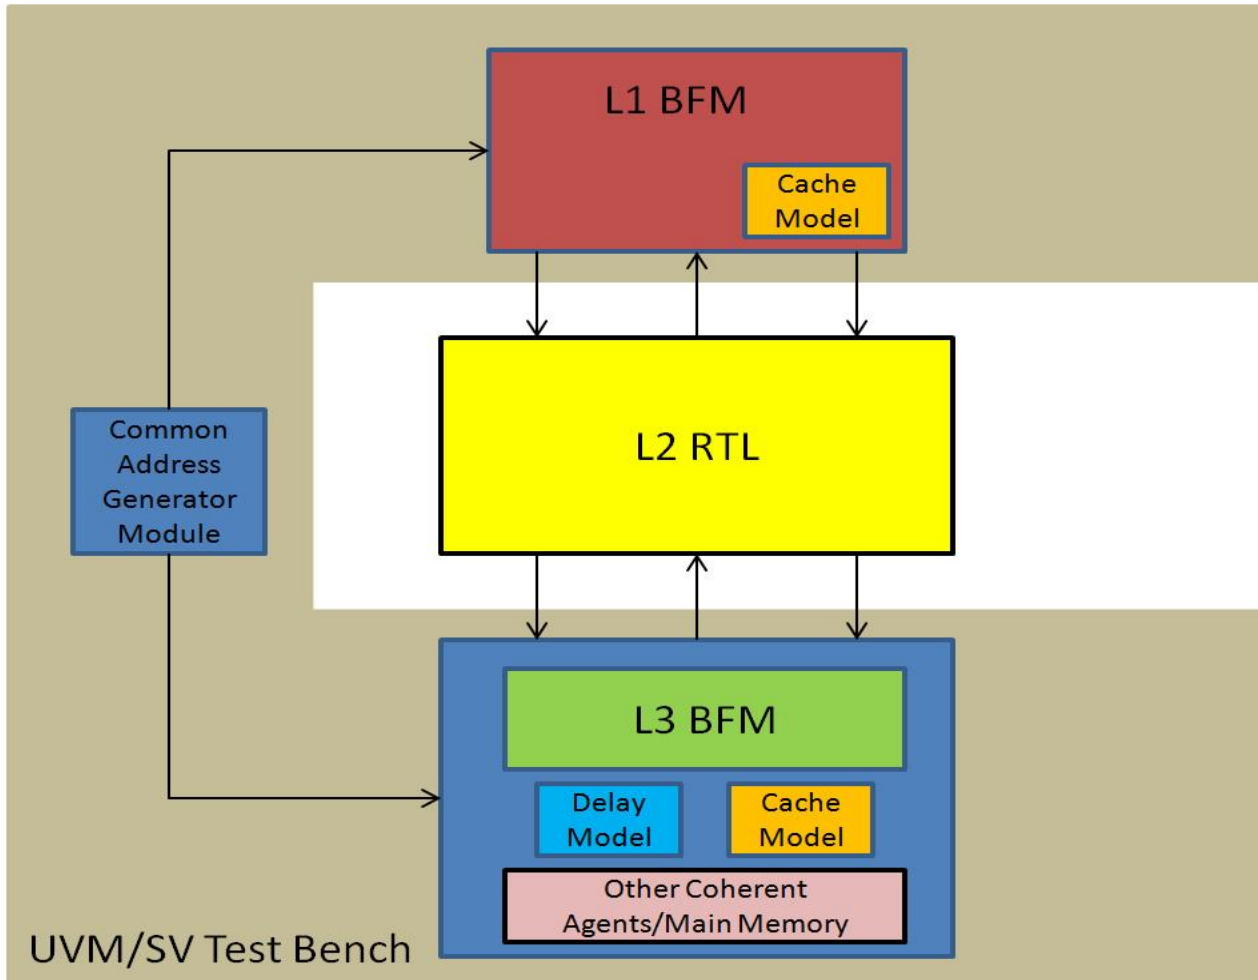 L1 BFM
Cache
Model
L2 RTL
Common
Address
Generator
Module
L3 BFM
Delay
Model
Cache
Model
Other Coherent
Agents/Main Memory
UVM/SV Test Bench